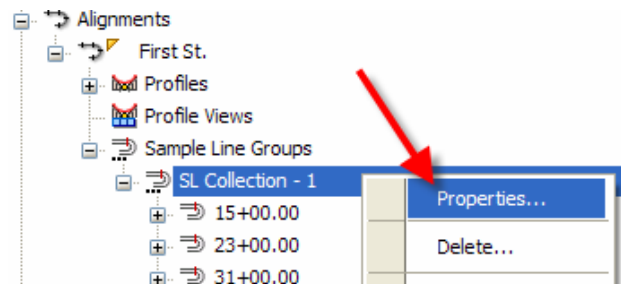 Alignments
First St.
Profiles
Profile Views
Sample Line Groups
SL Collection - 1
Properties...
15+00.00
23+00.00
Delete...
31+00.00